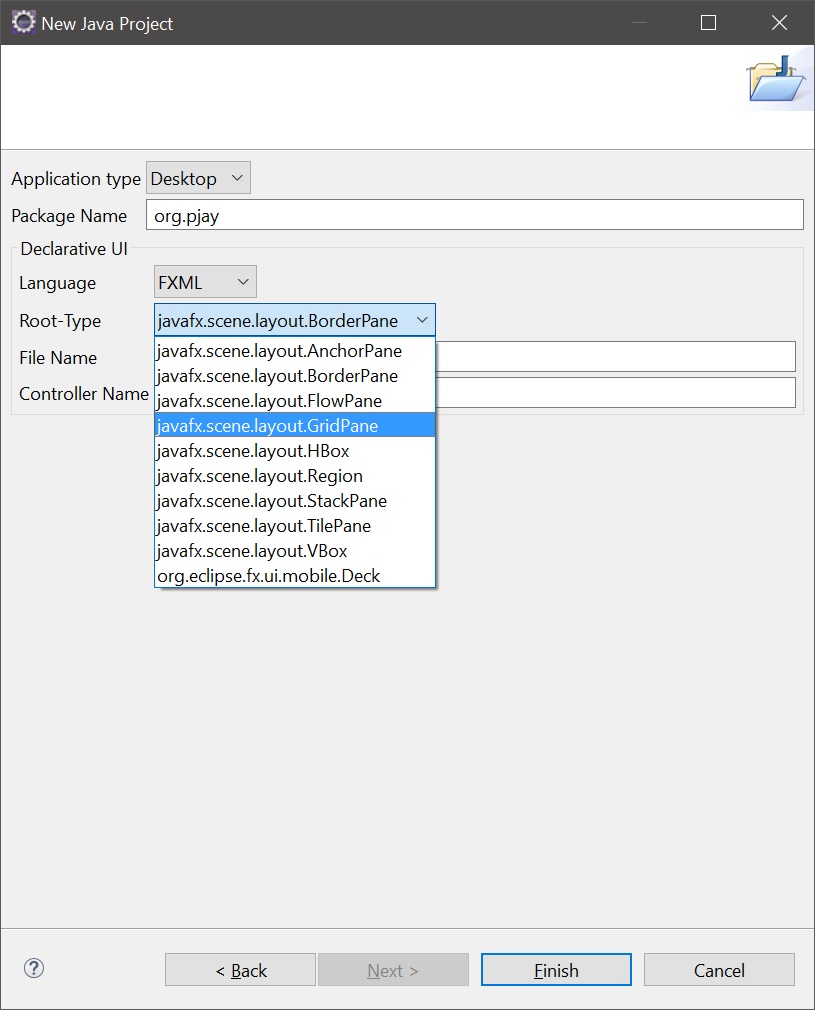 New Java Project
Application type Desktop
Package Name org.pjay
Declarative UI
Language FXML
Root-Type javafx.scene.layout.BorderPane
javafx.scene.layout.AnchorPane
File Name
javafx.scene.layout.BorderPane
Controller Name
javafx.scene.layout.FlowPane
javafx.scene.layout.GridPane
javafx.scene.layout.HBox
javafx.scene.layout.Region
javafx.scene.layout.StackPane
javafx.scene.layout.TilePane
javafx.scene.layout.VBox
org.eclipse.fx.ui.mobile.Deck
? < Back Next > Finish Cancel